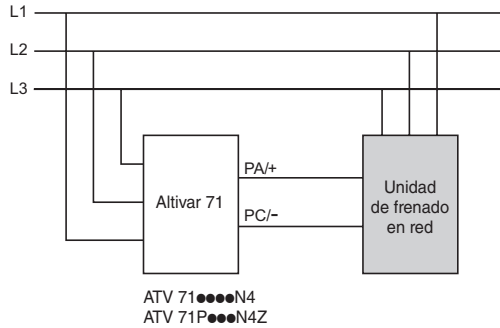 L1
L2
L3
PA/+
Altivar 71
PC/-
Unidad
de frenado
en red
ATV 71●●●●N4
ATV 71P●●●N4Z